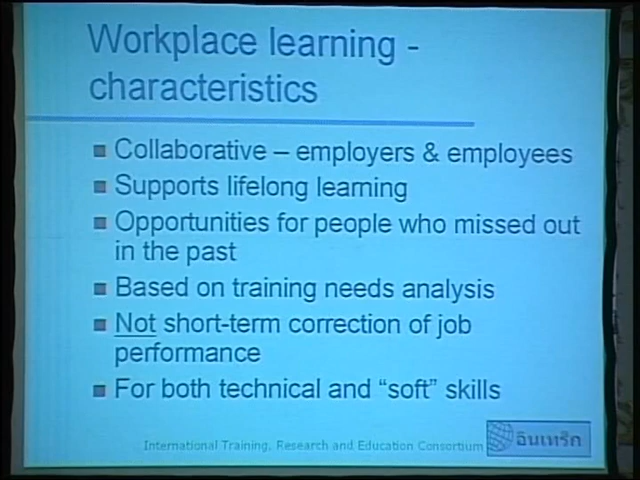 Workplace learning -
characteristics
Collaborative – employers & employees
Supports lifelong learning
Opportunities for people who missed out
in the past
Based on training needs analysis
Not short-term correction of job
performance
For both technical and “soft” skills
International Training, Research and Education Consortium
อินเทร็ค